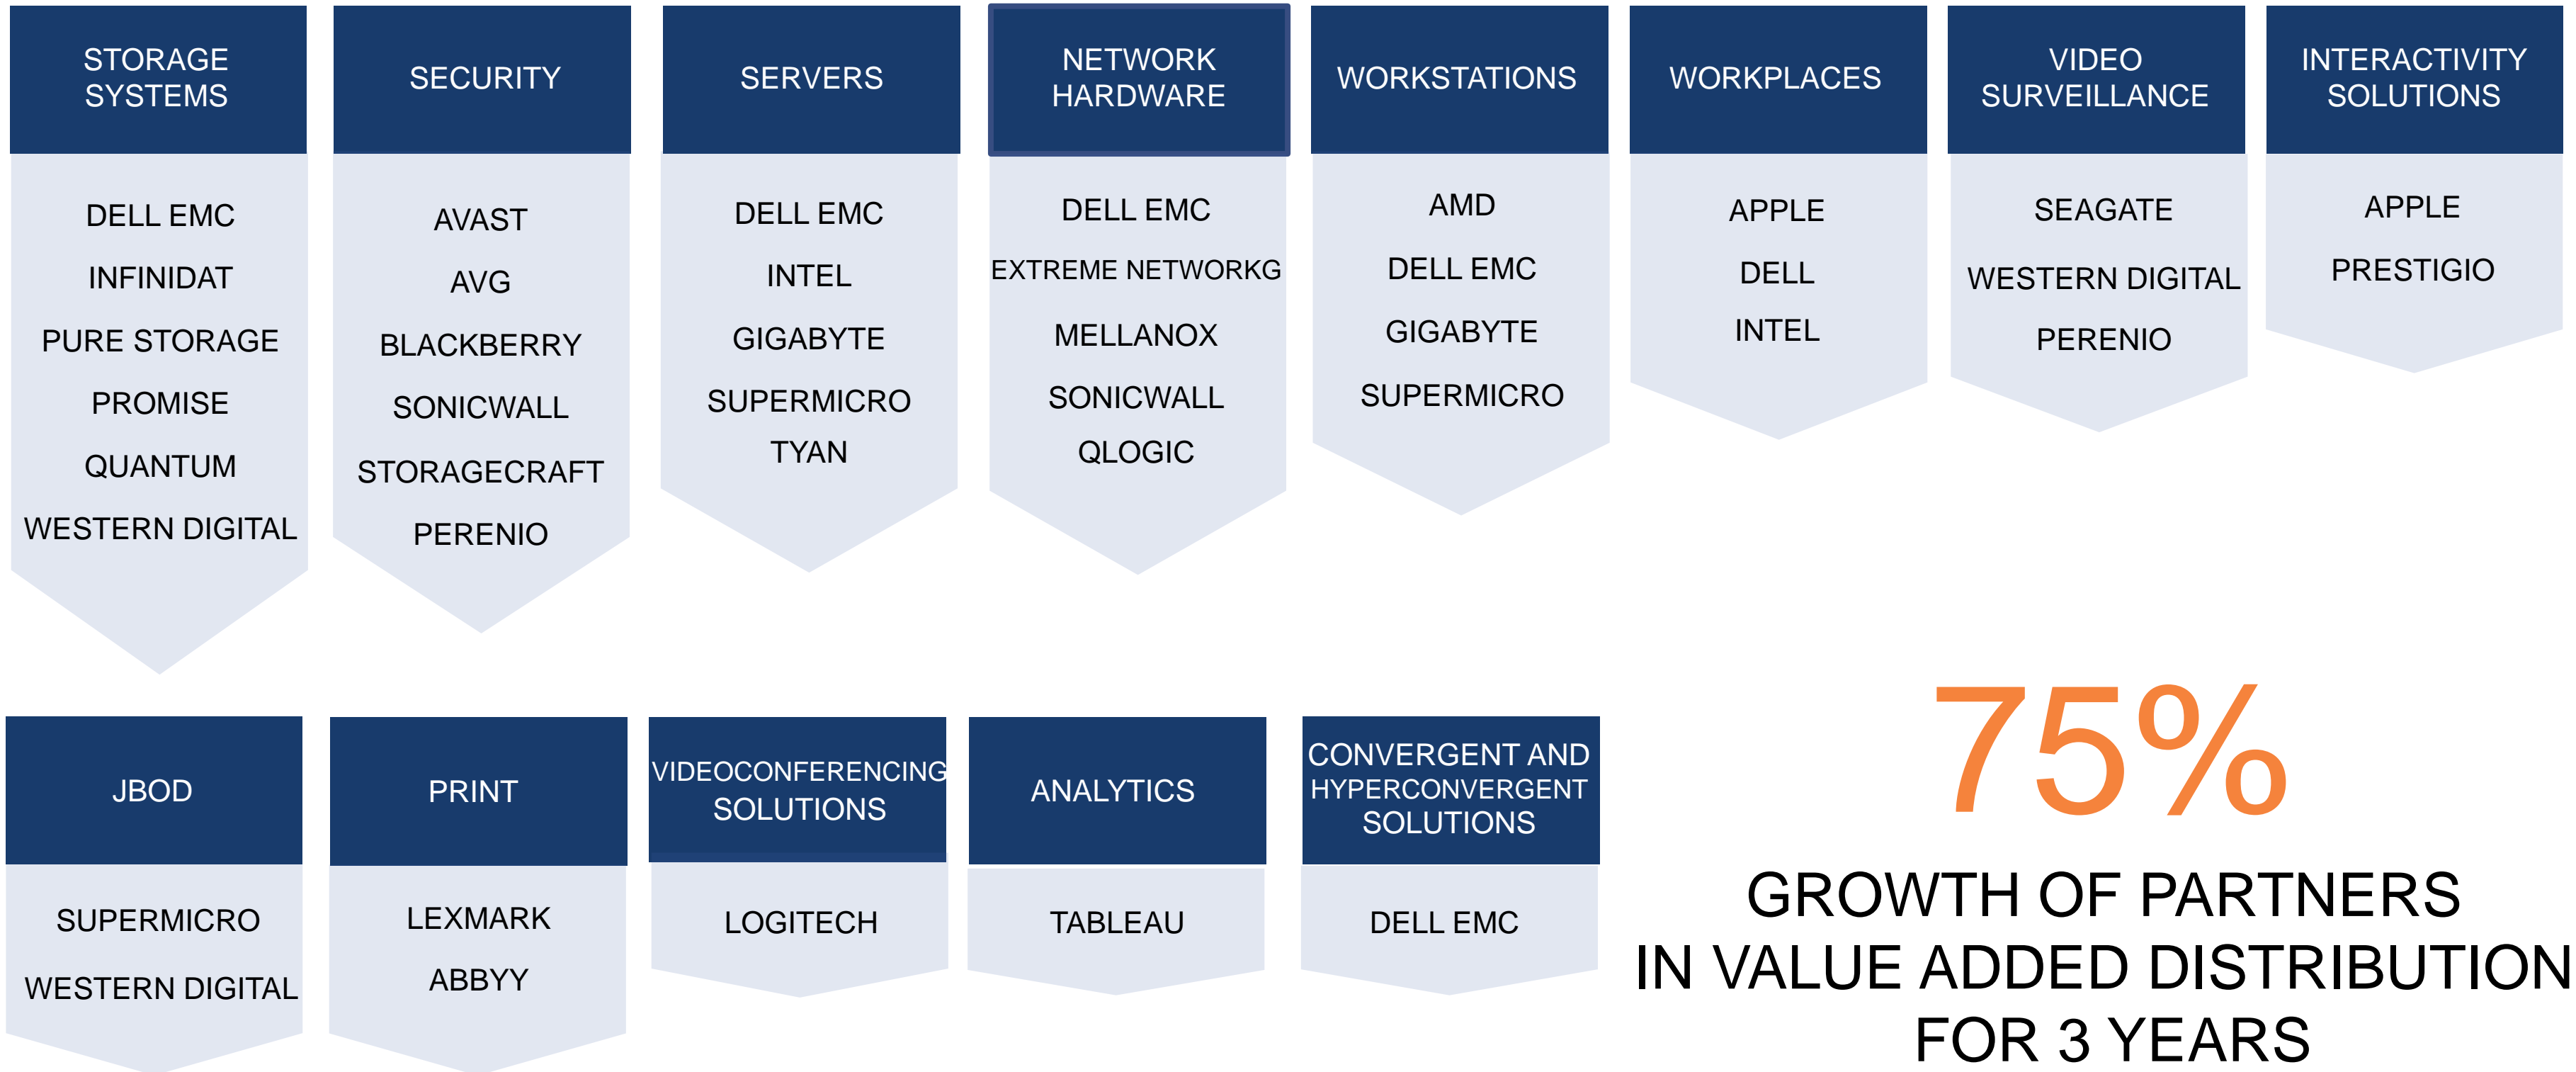 STORAGE
SYSTEMS
DELL EMC
INFINIDAT
PURE STORAGE
PROMISE
QUANTUM
WESTERN DIGITAL
SECURITY
AVAST
AVG
BLACKBERRY
SONICWALL
STORAGECRAFT
PERENIO
SERVERS
DELL EMC
INTEL
GIGABYTE
SUPERMICRO
TYAN
NETWORK
HARDWARE
DELL EMC
EXTREME NETWORKG
MELLANOX
SONICWALL
QLOGIC
WORKSTATIONS
AMD
DELL EMC
GIGABYTE
SUPERMICRO
WORKPLACES
APPLE
DELL
INTEL
VIDEO
SURVEILLANCE
SEAGATE
WESTERN DIGITAL
PERENIO
INTERACTIVITY
SOLUTIONS
APPLE
PRESTIGIO
JBOD
SUPERMICRO
WESTERN DIGITAL
PRINT
LEXMARK
ABBYY
VIDEOCONFERENCING
SOLUTIONS
LOGITECH
ANALYTICS
TABLEAU
CONVERGENT AND
HYPERCONVERGENT
SOLUTIONS
DELL EMC
75%
GROWTH OF PARTNERS
IN VALUE ADDED DISTRIBUTION
FOR 3 YEARS